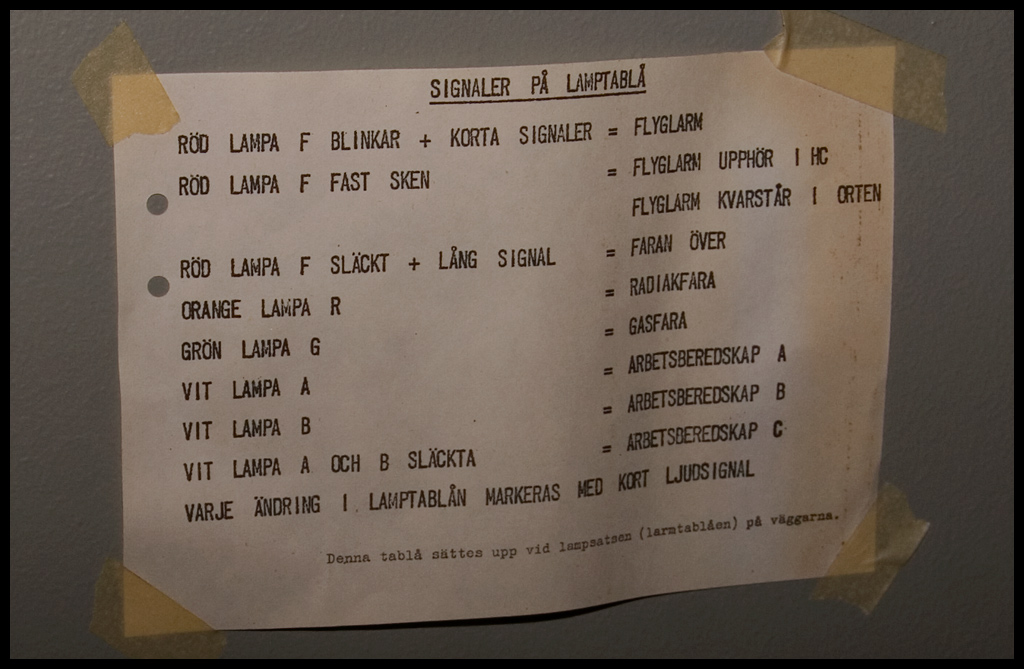 SIGNALER PÅ LAMPTABLÅ
RÖD LAMPA F BLINKAR + KORTA SIGNALER = FLYGLARM
RÖD LAMPA F FAST SKEN = FLYGLARM UPPHÖR I HC
FLYGLARM KVARSTÅR I ORTEN
RÖD LAMPA F SLÄCKT + LÅNG SIGNAL = FARAN ÖVER
ORANGE LAMPA R = RADIAKFARA
GRÖN LAMPA G = GASFARA
VIT LAMPA A = ARBETSBEREDSKAP A
VIT LAMPA B = ARBETSBEREDSKAP B
VIT LAMPA A OCH B SLÄCKTA = ARBETSBEREDSKAP C
VARJE ÄNDRING I LAMPTABLÅN MARKERAS MED KORT LJUDSIGNAL
Denna tablå sättes upp vid lampsatsen (larmtablåen) på väggarna.